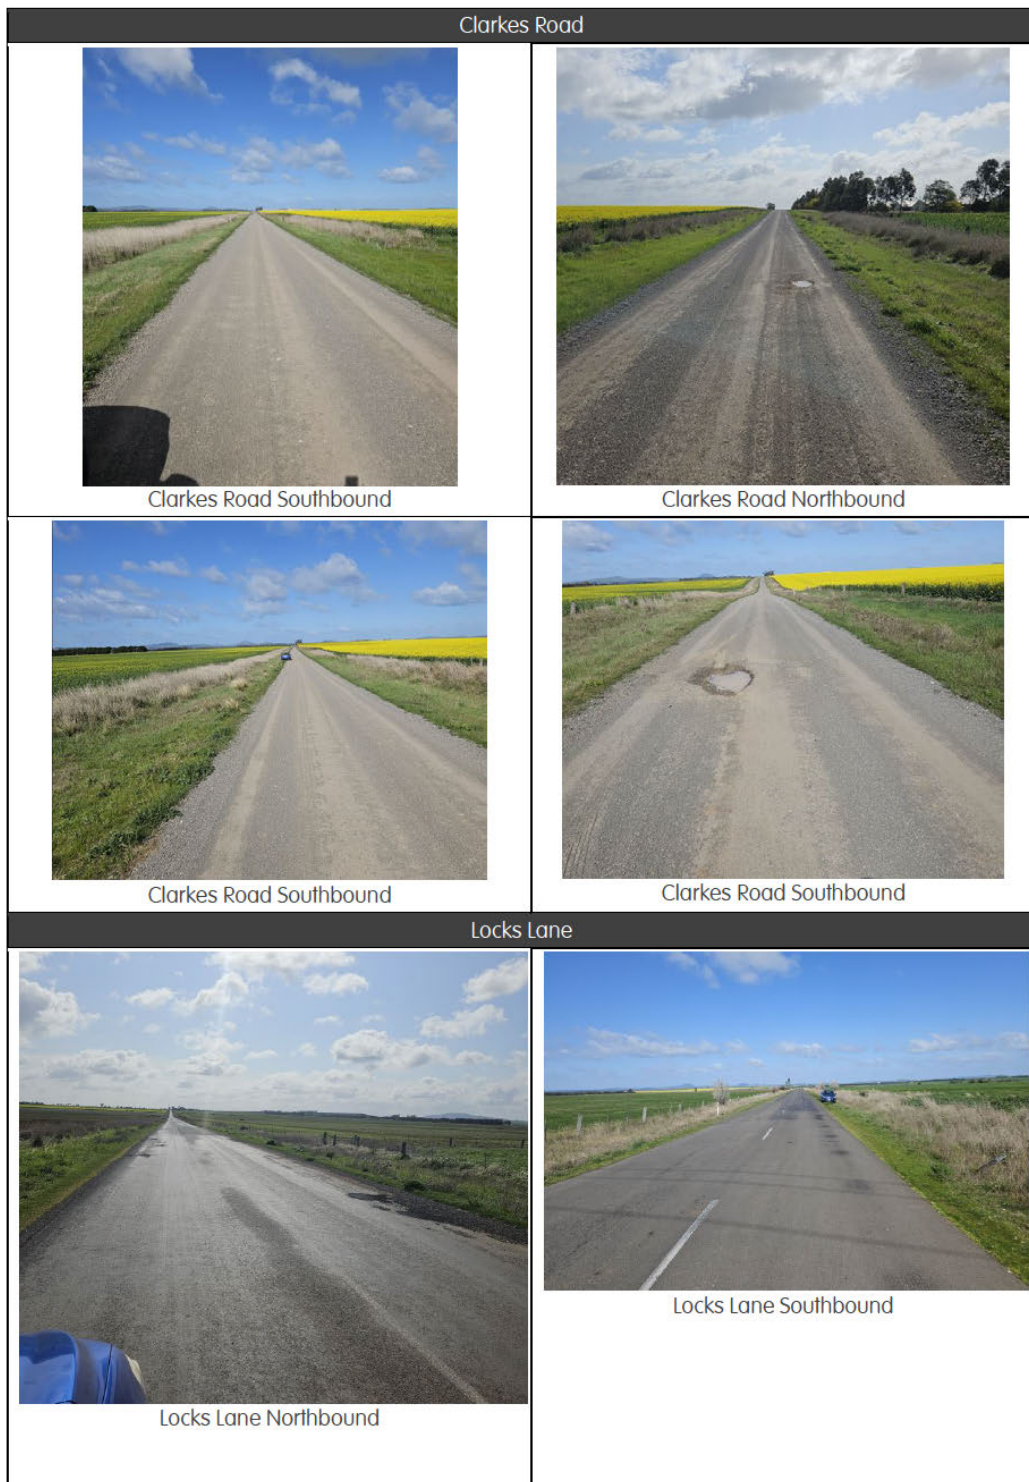 Clarkes Road
Clarkes Road Southbound
Clarkes Road Northbound
Clarkes Road Southbound
Clarkes Road Southbound
Locks Lane
Locks Lane Northbound
Locks Lane Southbound